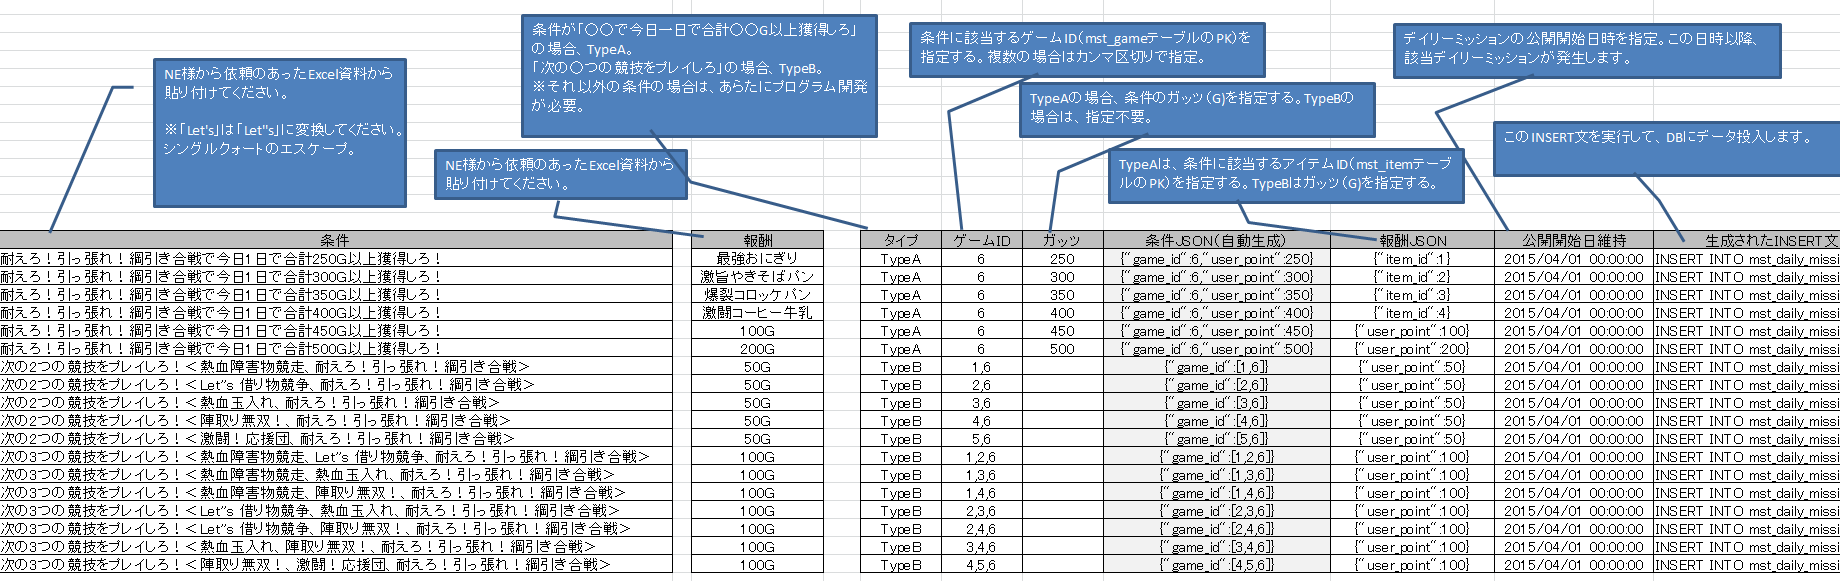 条件が「〇〇で今日一日で合計〇〇G以上獲得しろ」
の場合、TypeA。
「次の〇つの競技をプレイしろ」の場合、TypeB。
※それ以外の条件の場合は、あらたにプログラム開発
が必要。
条件に該当するゲームID(mst_gameテーブルのPK)を
指定する。複数の場合はカンマ区切りで指定。
デイリーミッションの公開開始日時を指定。この日時以降、
該当デイリーミッションが発生します。
NE様から依頼のあったExcel資料から
貼り付けてください。
※「Let's」は「Let''s」に変換してください。
シングルクォートのエスケープ。
TypeAの場合、条件のガッツ(G)を指定する。TypeBの
場合は、指定不要。
このINSERT文を実行して、DBにデータ投入します。
NE様から依頼のあったExcel資料から
貼り付けてください。
TypeAは、条件に該当するアイテムID(mst_itemテーブ
ルのPK)を指定する。TypeBはガッツ(G)を指定する。
条件 報酬 タイプ ゲームID ガッツ 条件JSON(自動生成) 報酬JSON 公開開始日維持 生成されたINSERT文
耐えろ!引っ張れ!綱引き合戦で今日1日で合計250G以上獲得しろ! 最強おにぎり TypeA 6 250 {"game_id":6,"user_point":250} {"item_id":1} 2015/04/01 00:00:00 INSERT INTO mst_daily_missi
耐えろ!引っ張れ!綱引き合戦で今日1日で合計300G以上獲得しろ! 激旨やきそばパン TypeA 6 300 {"game_id":6,"user_point":300} {"item_id":2} 2015/04/01 00:00:00 INSERT INTO mst_daily_missi
耐えろ!引っ張れ!綱引き合戦で今日1日で合計350G以上獲得しろ! 爆裂コロッケパン TypeA 6 350 {"game_id":6,"user_point":350} {"item_id":3} 2015/04/01 00:00:00 INSERT INTO mst_daily_missi
耐えろ!引っ張れ!綱引き合戦で今日1日で合計400G以上獲得しろ! 激闘コーヒー牛乳 TypeA 6 400 {"game_id":6,"user_point":400} {"item_id":4} 2015/04/01 00:00:00 INSERT INTO mst_daily_missi
耐えろ!引っ張れ!綱引き合戦で今日1日で合計450G以上獲得しろ! 100G TypeA 6 450 {"game_id":6,"user_point":450} {"user_point":100} 2015/04/01 00:00:00 INSERT INTO mst_daily_missi
耐えろ!引っ張れ!綱引き合戦で今日1日で合計500G以上獲得しろ! 200G TypeA 6 500 {"game_id":6,"user_point":500} {"user_point":200} 2015/04/01 00:00:00 INSERT INTO mst_daily_missi
次の2つの競技をプレイしろ!<熱血障害物競走、耐えろ!引っ張れ!綱引き合戦> 50G TypeB 1,6 {"game_id":[1,6]} {"user_point":50} 2015/04/01 00:00:00 INSERT INTO mst_daily_missi
次の2つの競技をプレイしろ!<Let''s 借り物競争、耐えろ!引っ張れ!綱引き合戦> 50G TypeB 2,6 {"game_id":[2,6]} {"user_point":50} 2015/04/01 00:00:00 INSERT INTO mst_daily_missi
次の2つの競技をプレイしろ!<熱血玉入れ、耐えろ!引っ張れ!綱引き合戦> 50G TypeB 3,6 {"game_id":[3,6]} {"user_point":50} 2015/04/01 00:00:00 INSERT INTO mst_daily_missi
次の2つの競技をプレイしろ!<陣取り無双!、耐えろ!引っ張れ!綱引き合戦> 50G TypeB 4,6 {"game_id":[4,6]} {"user_point":50} 2015/04/01 00:00:00 INSERT INTO mst_daily_missi
次の2つの競技をプレイしろ!<激闘!応援団、耐えろ!引っ張れ!綱引き合戦> 50G TypeB 5,6 {"game_id":[5,6]} {"user_point":50} 2015/04/01 00:00:00 INSERT INTO mst_daily_missi
次の3つの競技をプレイしろ!<熱血障害物競走、Let''s 借り物競争、耐えろ!引っ張れ!綱引き合戦> 100G TypeB 1,2,6 {"game_id":[1,2,6]} {"user_point":100} 2015/04/01 00:00:00 INSERT INTO mst_daily_missi
次の3つの競技をプレイしろ!<熱血障害物競走、熱血玉入れ、耐えろ!引っ張れ!綱引き合戦> 100G TypeB 1,3,6 {"game_id":[1,3,6]} {"user_point":100} 2015/04/01 00:00:00 INSERT INTO mst_daily_missi
次の3つの競技をプレイしろ!<熱血障害物競走、陣取り無双!、耐えろ!引っ張れ!綱引き合戦> 100G TypeB 1,4,6 {"game_id":[1,4,6]} {"user_point":100} 2015/04/01 00:00:00 INSERT INTO mst_daily_missi
次の3つの競技をプレイしろ!<Let''s 借り物競争、熱血玉入れ、耐えろ!引っ張れ!綱引き合戦> 100G TypeB 2,3,6 {"game_id":[2,3,6]} {"user_point":100} 2015/04/01 00:00:00 INSERT INTO mst_daily_missi
次の3つの競技をプレイしろ!<Let''s 借り物競争、陣取り無双!、耐えろ!引っ張れ!綱引き合戦> 100G TypeB 2,4,6 {"game_id":[2,4,6]} {"user_point":100} 2015/04/01 00:00:00 INSERT INTO mst_daily_missi
次の3つの競技をプレイしろ!<熱血玉入れ、陣取り無双!、耐えろ!引っ張れ!綱引き合戦> 100G TypeB 3,4,6 {"game_id":[3,4,6]} {"user_point":100} 2015/04/01 00:00:00 INSERT INTO mst_daily_missi
次の3つの競技をプレイしろ!<陣取り無双!、激闘!応援団、耐えろ!引っ張れ!綱引き合戦> 100G TypeB 4,5,6 {"game_id":[4,5,6]} {"user_point":100} 2015/04/01 00:00:00 INSERT INTO mst_daily_missi